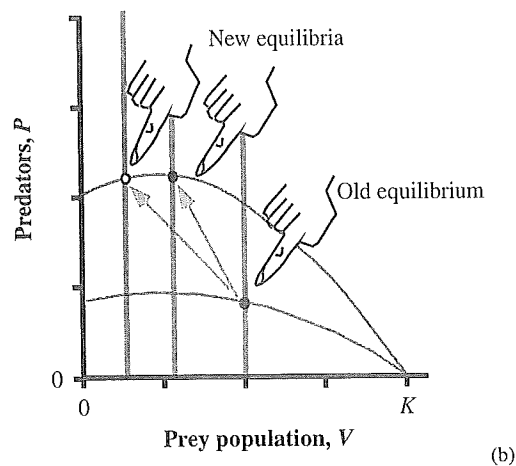 New equilibria
Old equilibrium
Predators, P
0
0
K
Prey population, V
(b)